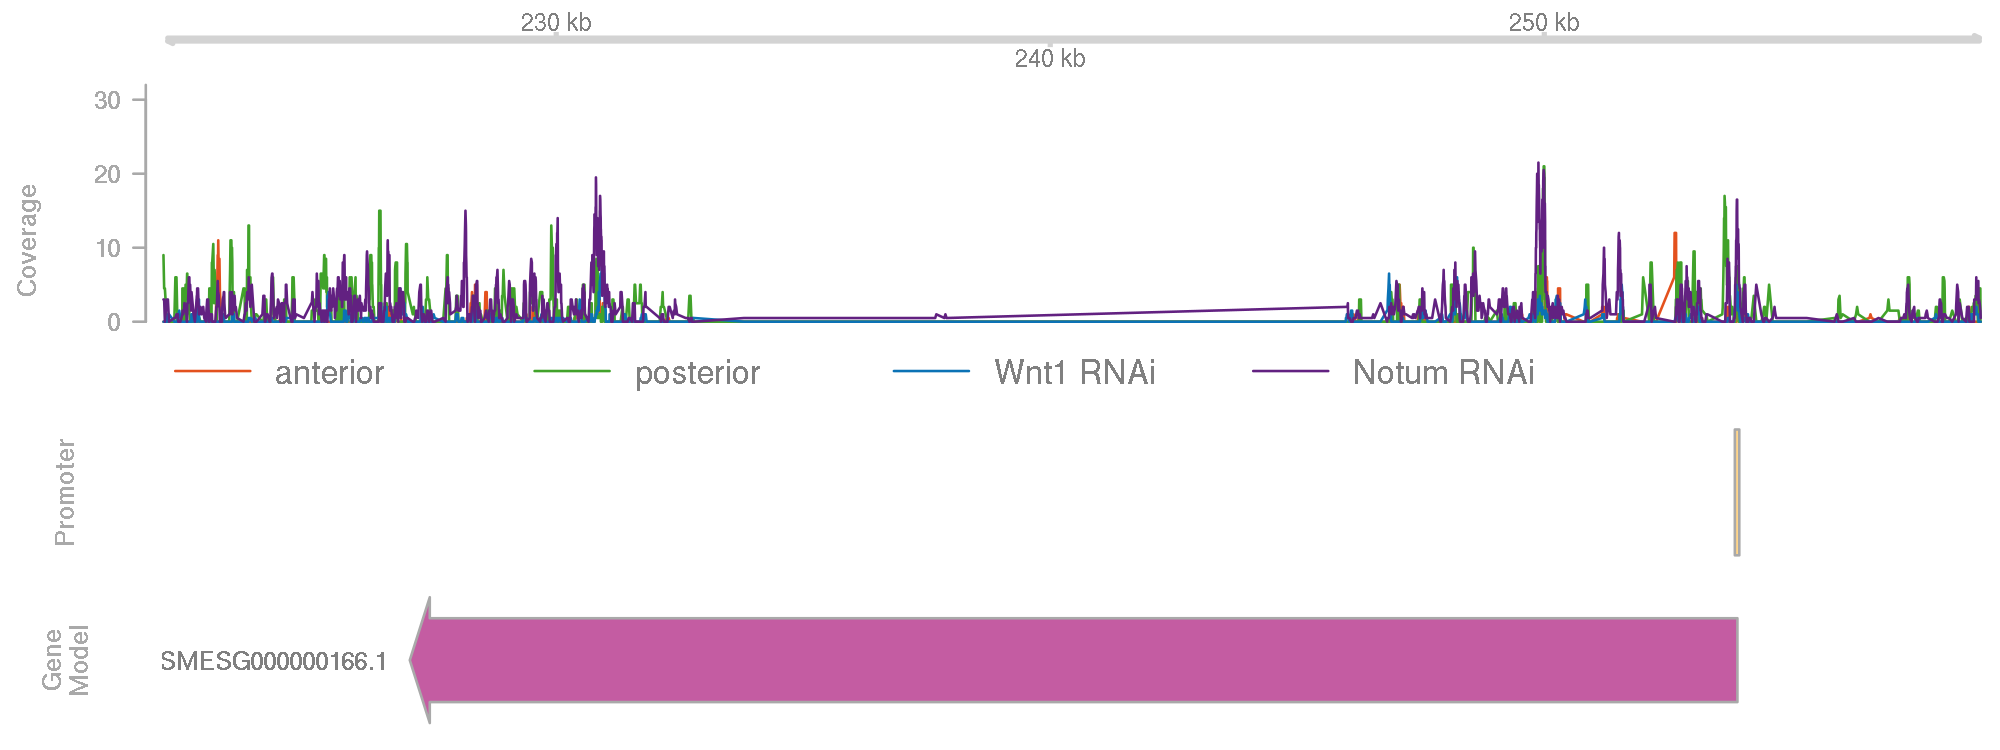 230 kb
250 kb
240 kb
Coverage
30
20
10
0
anterior
posterior
Wnt1 RNAi
Notum RNAi
Promoter
Gene
Model
SMESG000000166.1